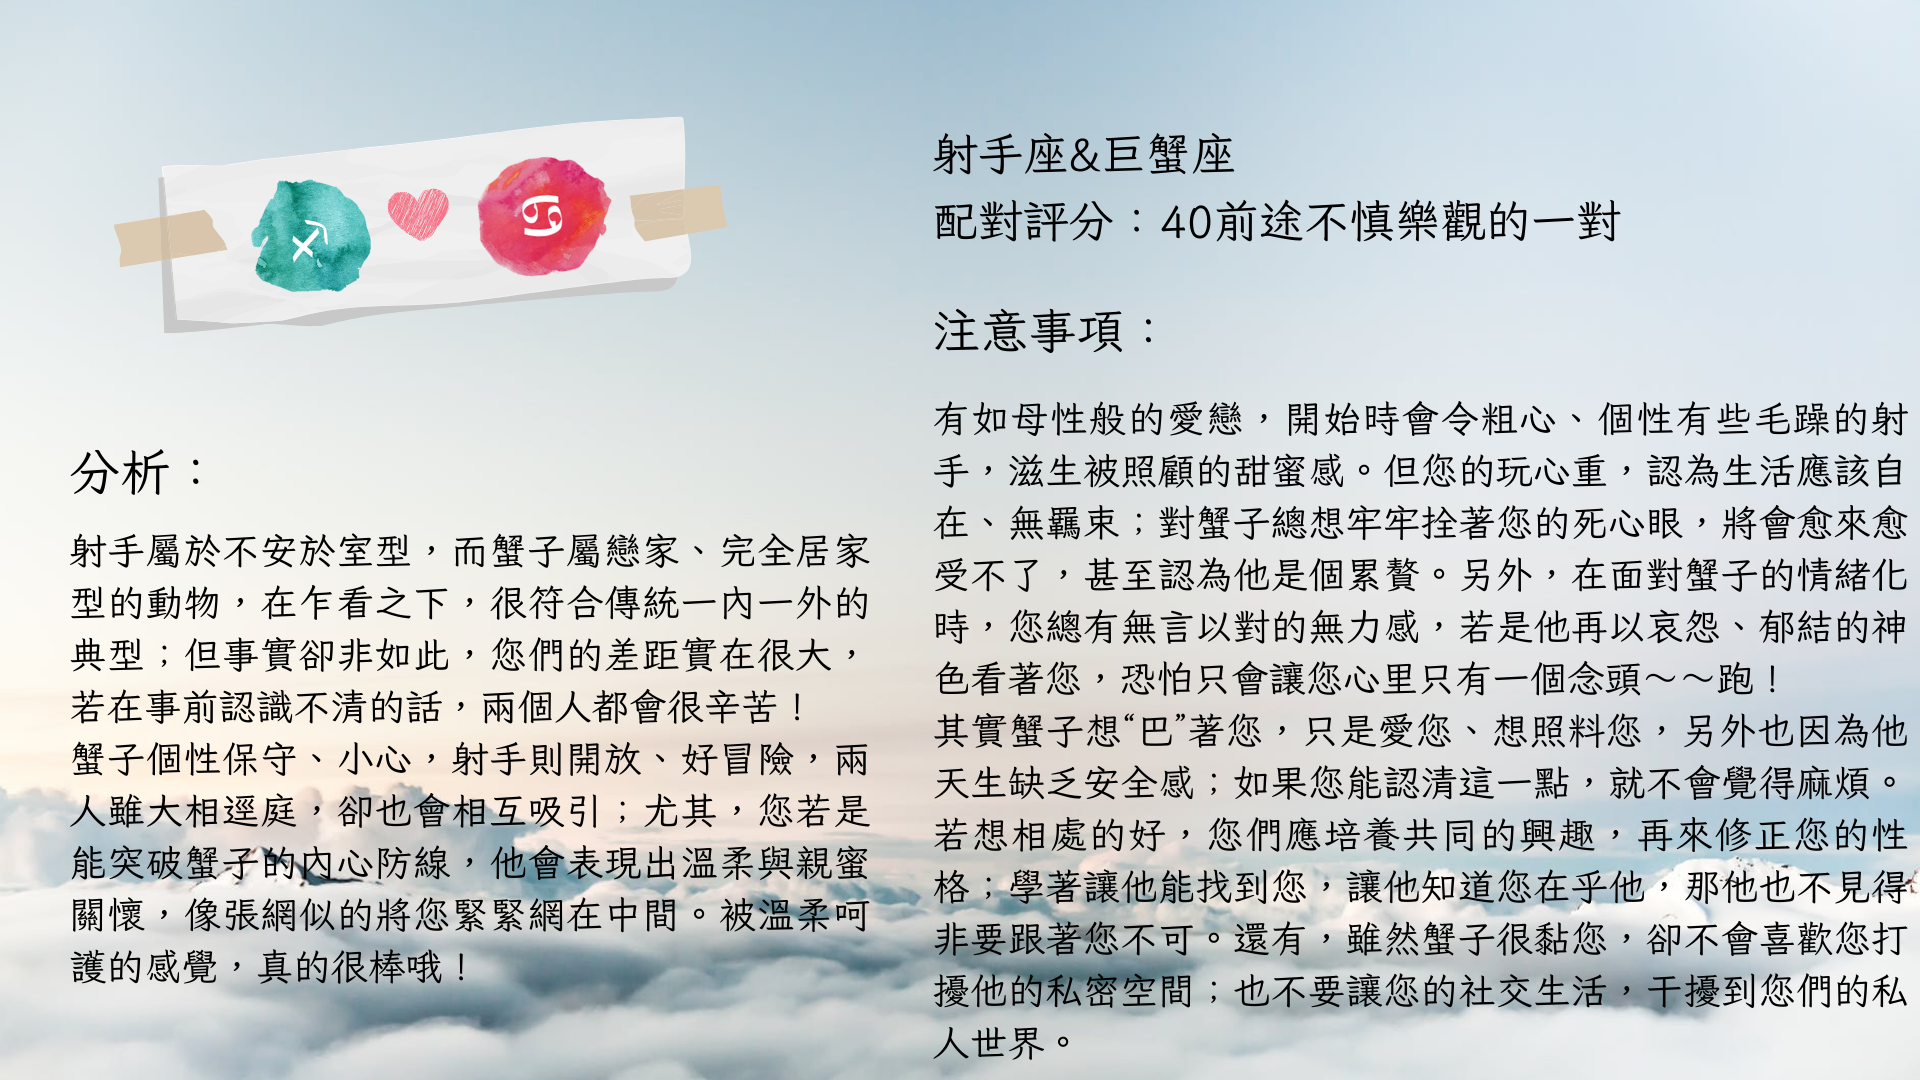 射手座&巨蟹座
配對評分：40前途不慎樂觀的一對
注意事項：
有如母性般的愛戀，開始時會令粗心、個性有些毛躁的射
手，滋生被照顧的甜蜜感。但您的玩心重，認為生活應該自
在、無羈束；對蟹子總想牢牢拴著您的死心眼，將會愈來愈
受不了，甚至認為他是個累贅。另外，在面對蟹子的情緒化
時，您總有無言以對的無力感，若是他再以哀怨、郁結的神
色看著您，恐怕只會讓您心里只有一個念頭～～跑！
其實蟹子想“巴”著您，只是愛您、想照料您，另外也因為他
天生缺乏安全感；如果您能認清這一點，就不會覺得麻煩。
若想相處的好，您們應培養共同的興趣，再來修正您的性
格；學著讓他能找到您，讓他知道您在乎他，那他也不見得
非要跟著您不可。還有，雖然蟹子很黏您，卻不會喜歡您打
擾他的私密空間；也不要讓您的社交生活，干擾到您們的私
人世界。
分析：
射手屬於不安於室型，而蟹子屬戀家、完全居家
型的動物，在乍看之下，很符合傳統一內一外的
典型；但事實卻非如此，您們的差距實在很大，
若在事前認識不清的話，兩個人都會很辛苦！
蟹子個性保守、小心，射手則開放、好冒險，兩
人雖大相逕庭，卻也會相互吸引；尤其，您若是
能突破蟹子的內心防線，他會表現出溫柔與親蜜
關懷，像張網似的將您緊緊網在中間。被溫柔呵
護的感覺，真的很棒哦！